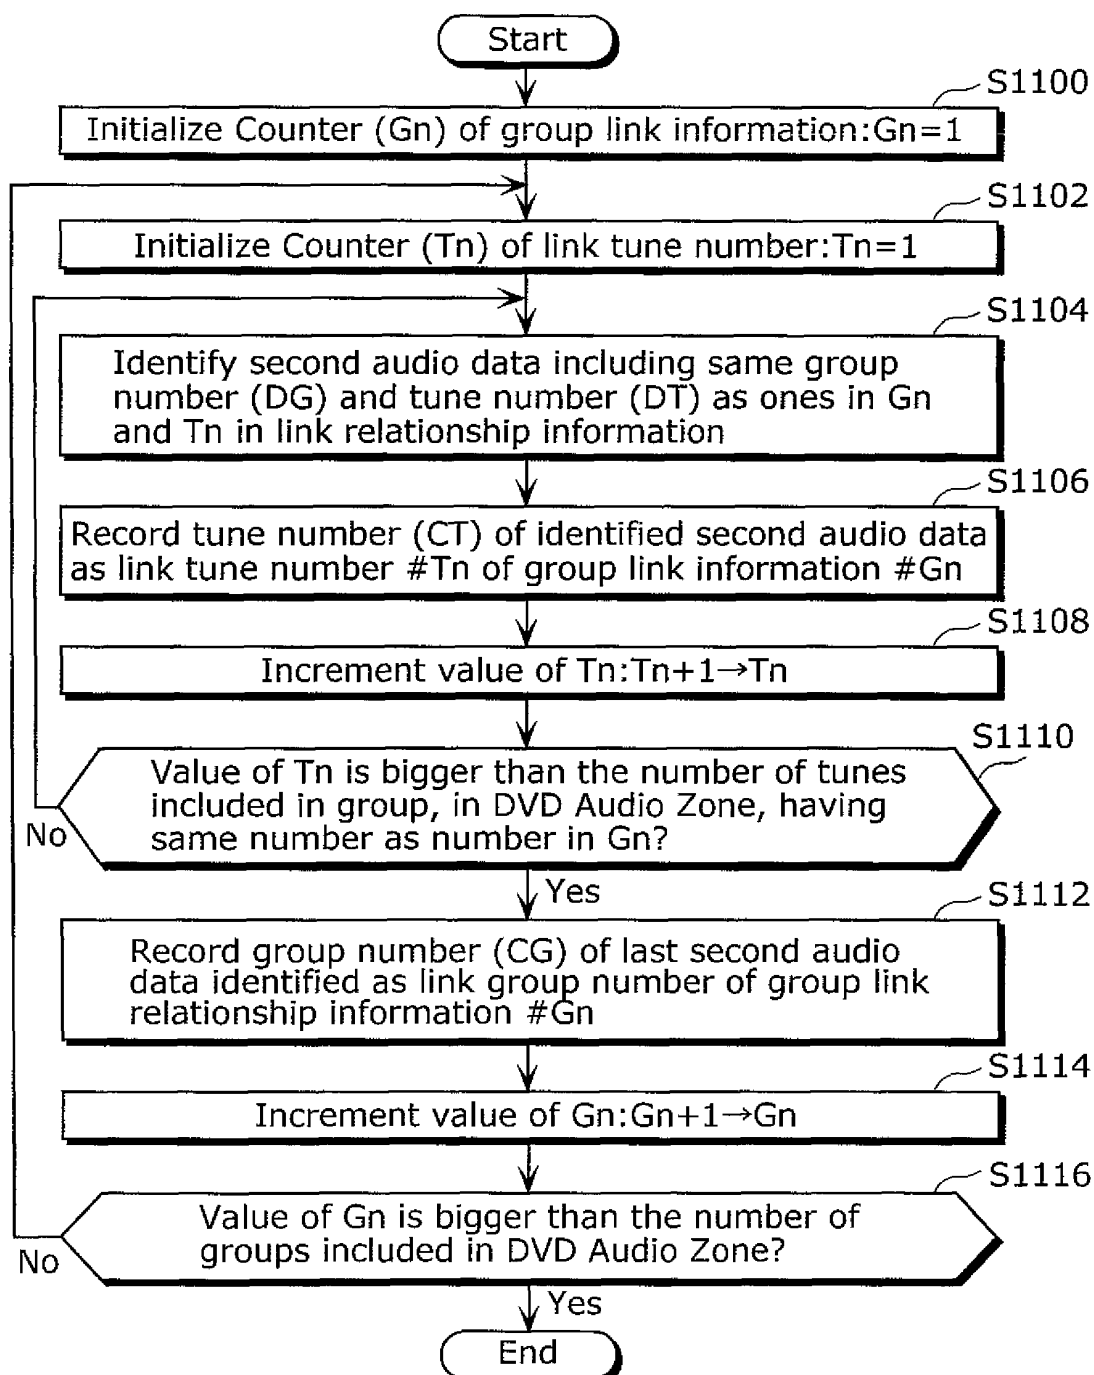 Start
S1100
Initialize Counter (Gn) of group link information:Gn=1
S1102
Initialize Counter (Tn) of link tune number:Tn=1
S1104
Identify second audio data including same group
number (DG) and tune number (DT) as ones in Gn
and Tn in link relationship information
S1106
Record tune number (CT) of identified second audio data
as link tune number #Tn of group link information #Gn
S1108
Increment value of Tn:Tn+1→Tn
S1110
Value of Tn is bigger than the number of tunes
included in group, in DVD Audio Zone, having
same number as number in Gn?
No
Yes
S1112
Record group number (CG) of last second audio
data identified as link group number of group link
relationship information #Gn
S1114
Increment value of Gn:Gn+1→Gn
S1116
Value of Gn is bigger than the number of
groups included in DVD Audio Zone?
No
Yes
End